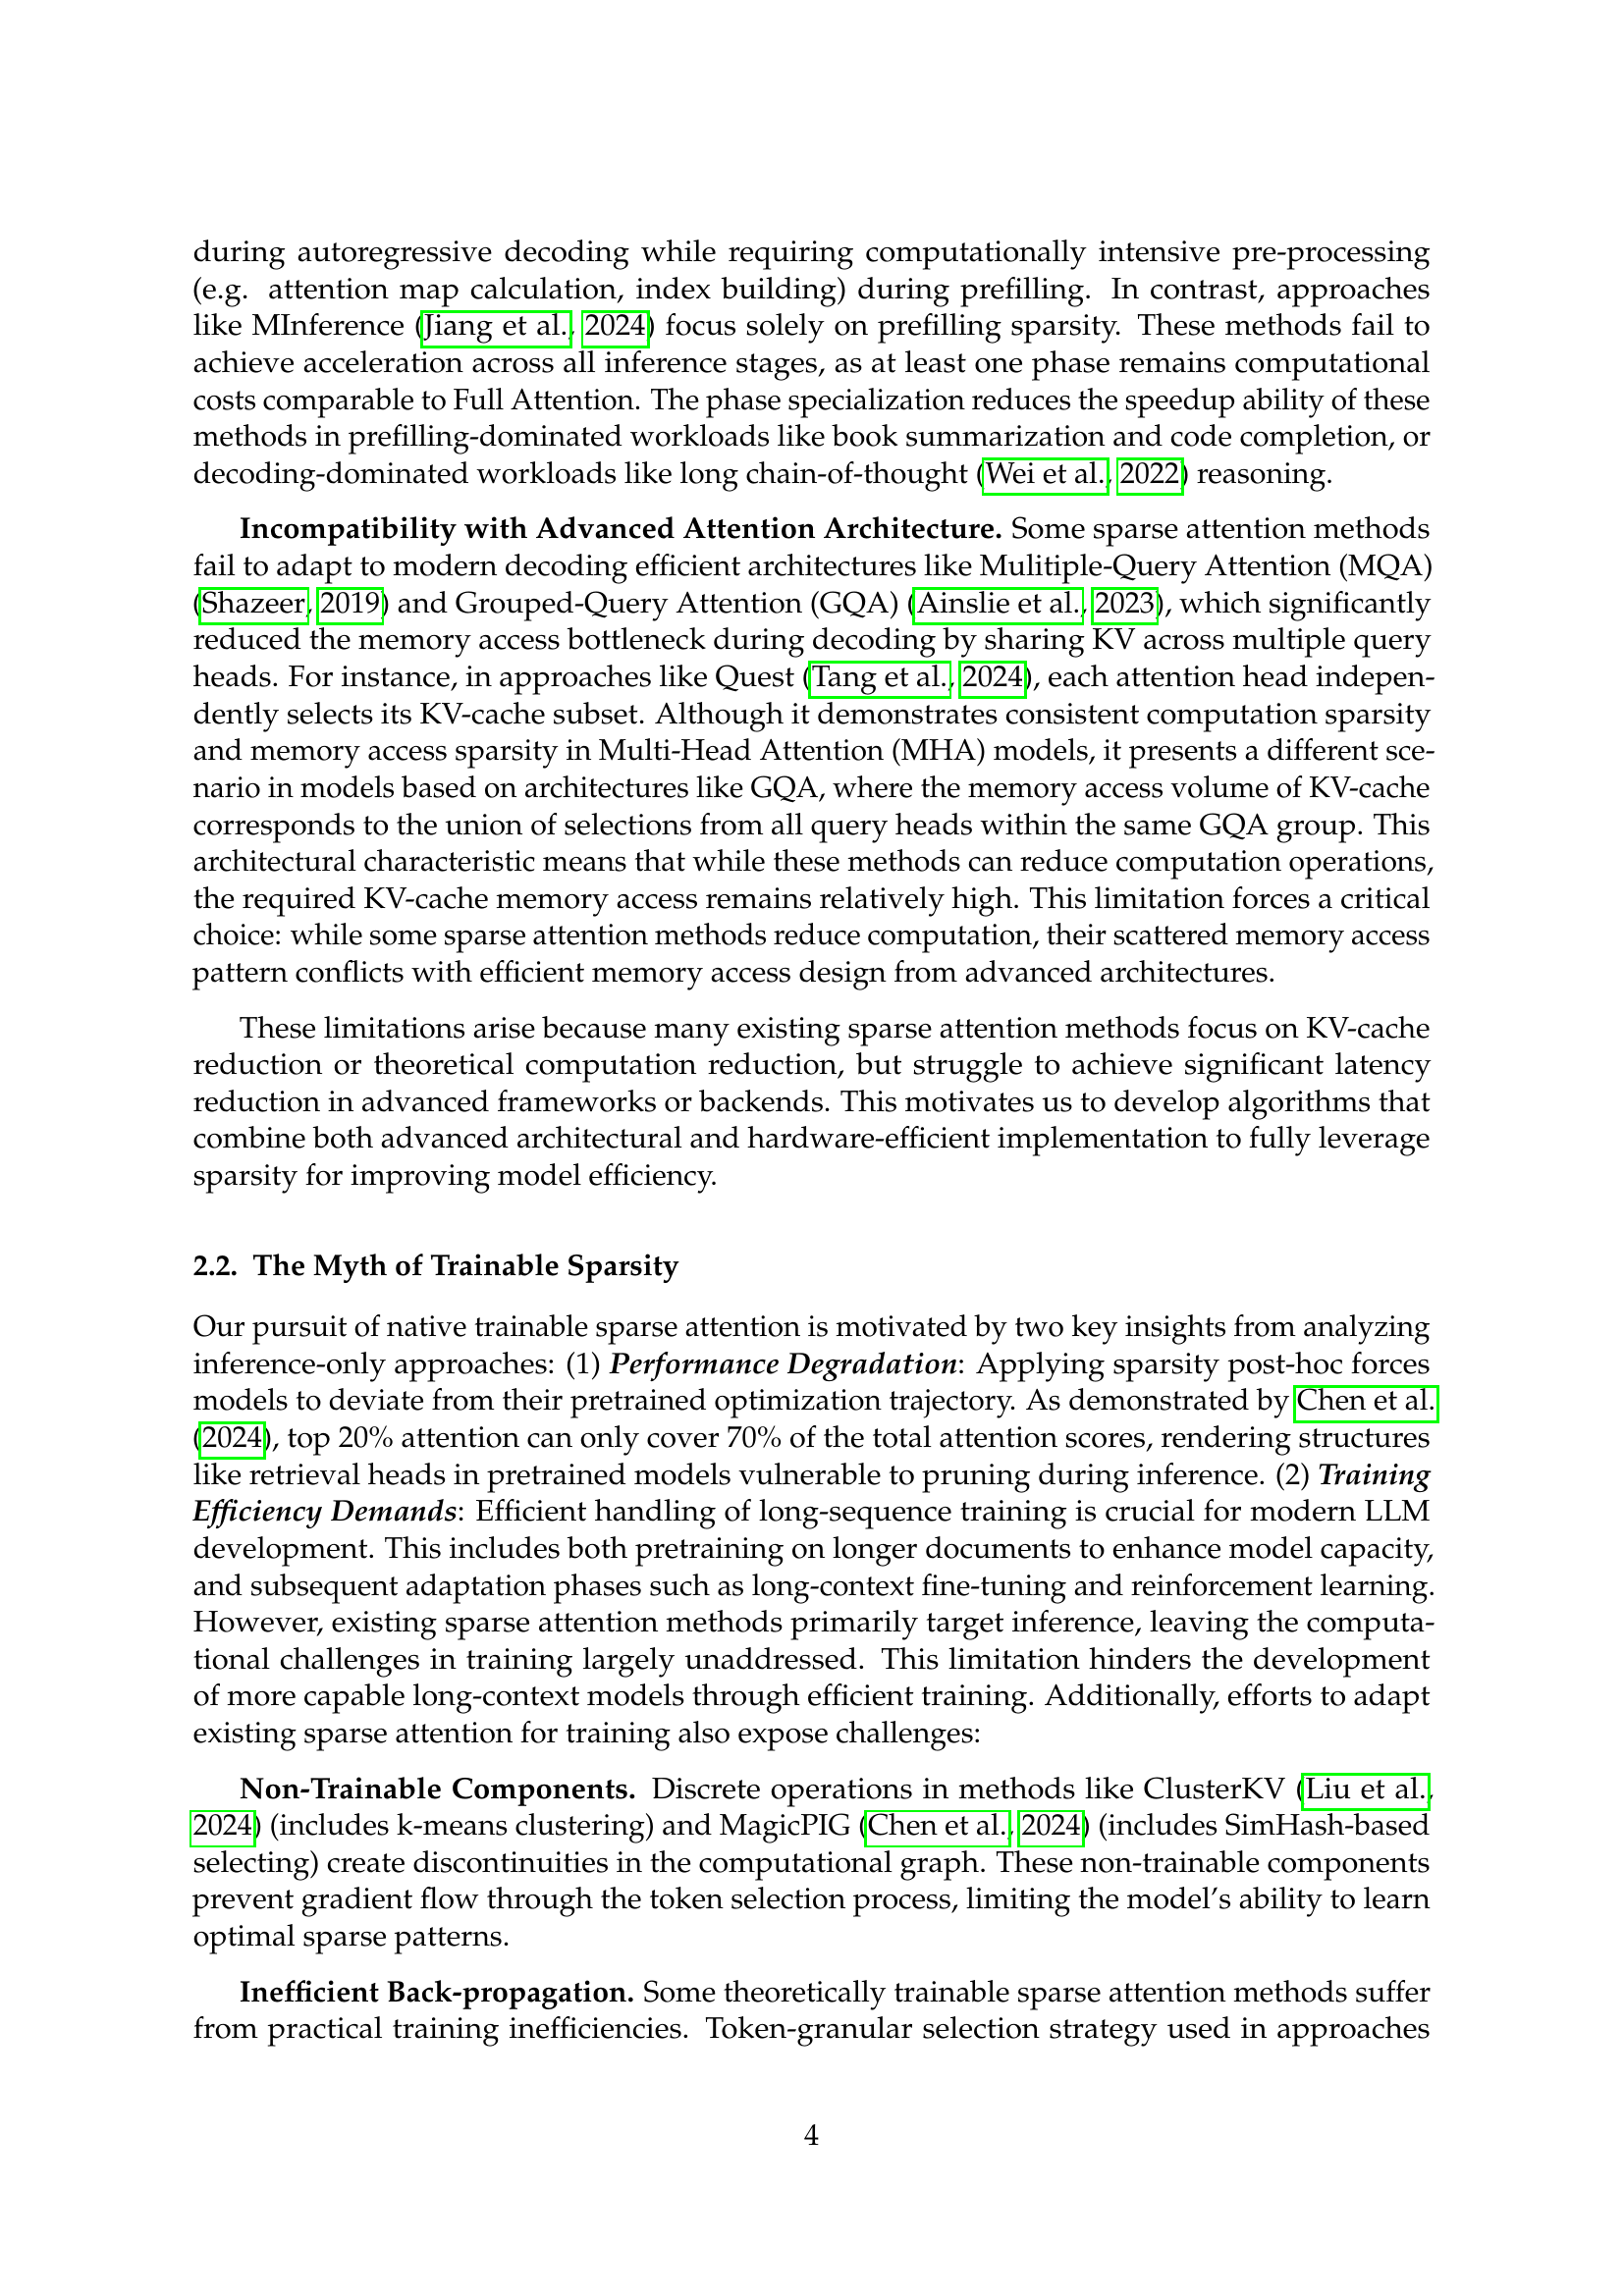 during autoregressive decoding while requiring computationally intensive pre-processing
(e.g. attention map calculation, index building) during prefilling. In contrast, approaches
like MInference (Jiang et al., 2024) focus solely on prefilling sparsity. These methods fail to
achieve acceleration across all inference stages, as at least one phase remains computational
costs comparable to Full Attention. The phase specialization reduces the speedup ability of these
methods in prefilling-dominated workloads like book summarization and code completion, or
decoding-dominated workloads like long chain-of-thought (Wei et al., 2022) reasoning.
Incompatibility with Advanced Attention Architecture. Some sparse attention methods
fail to adapt to modern decoding efficient architectures like Mulitiple-Query Attention (MQA)
(Shazeer, 2019) and Grouped-Query Attention (GQA) (Ainslie et al., 2023), which significantly
reduced the memory access bottleneck during decoding by sharing KV across multiple query
heads. For instance, in approaches like Quest (Tang et al., 2024), each attention head indepen-
dently selects its KV-cache subset. Although it demonstrates consistent computation sparsity
and memory access sparsity in Multi-Head Attention (MHA) models, it presents a different sce-
nario in models based on architectures like GQA, where the memory access volume of KV-cache
corresponds to the union of selections from all query heads within the same GQA group. This
architectural characteristic means that while these methods can reduce computation operations,
the required KV-cache memory access remains relatively high. This limitation forces a critical
choice: while some sparse attention methods reduce computation, their scattered memory access
pattern conflicts with efficient memory access design from advanced architectures.
These limitations arise because many existing sparse attention methods focus on KV-cache
reduction or theoretical computation reduction, but struggle to achieve significant latency
reduction in advanced frameworks or backends. This motivates us to develop algorithms that
combine both advanced architectural and hardware-efficient implementation to fully leverage
sparsity for improving model efficiency.
2.2. The Myth of Trainable Sparsity
Our pursuit of native trainable sparse attention is motivated by two key insights from analyzing
inference-only approaches: (1) Performance Degradation: Applying sparsity post-hoc forces
models to deviate from their pretrained optimization trajectory. As demonstrated by Chen et al.
(2024), top 20% attention can only cover 70% of the total attention scores, rendering structures
like retrieval heads in pretrained models vulnerable to pruning during inference. (2) Training
Efficiency Demands: Efficient handling of long-sequence training is crucial for modern LLM
development. This includes both pretraining on longer documents to enhance model capacity,
and subsequent adaptation phases such as long-context fine-tuning and reinforcement learning.
However, existing sparse attention methods primarily target inference, leaving the computa-
tional challenges in training largely unaddressed. This limitation hinders the development
of more capable long-context models through efficient training. Additionally, efforts to adapt
existing sparse attention for training also expose challenges:
Non-Trainable Components. Discrete operations in methods like ClusterKV (Liu et al.,
2024) (includes k-means clustering) and MagicPIG (Chen et al., 2024) (includes SimHash-based
selecting) create discontinuities in the computational graph. These non-trainable components
prevent gradient flow through the token selection process, limiting the model's ability to learn
optimal sparse patterns.
Inefficient Back-propagation. Some theoretically trainable sparse attention methods suffer
from practical training inefficiencies. Token-granular selection strategy used in approaches
4